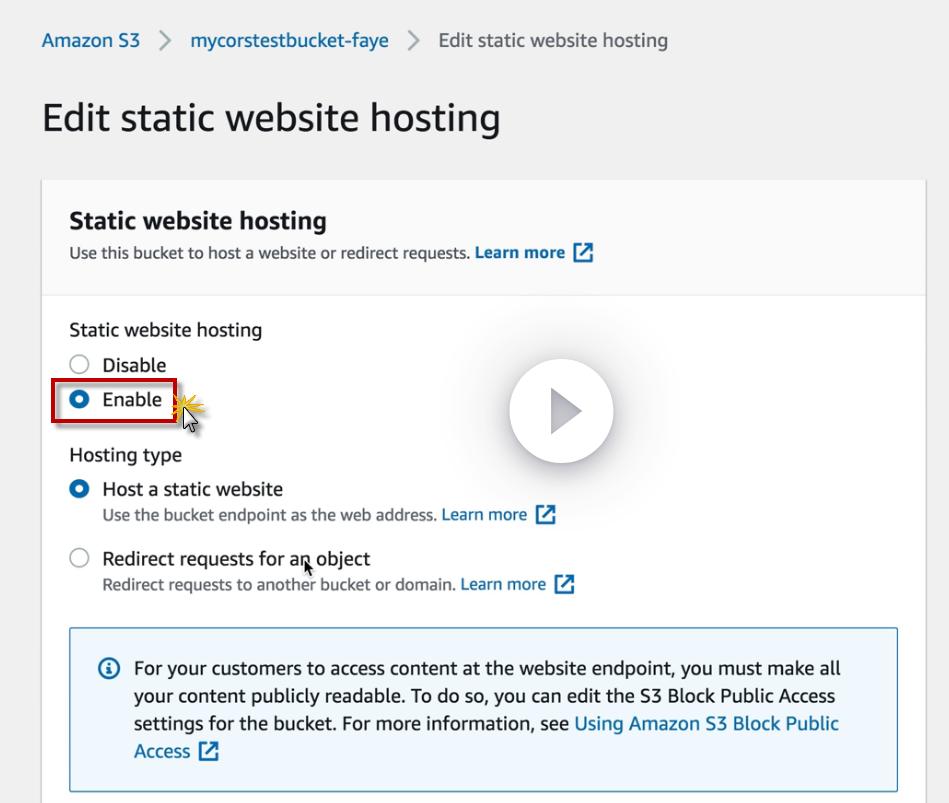 Amazon S3 > mycorstestbucket-faye > Edit static website hosting
Edit static website hosting
Static website hosting
Use this bucket to host a website or redirect requests. Learn more
Static website hosting
Disable
Enable
Hosting type
Host a static website
Use the bucket endpoint as the web address. Learn more
Redirect requests for an object
Redirect requests to another bucket or domain. Learn more
For your customers to access content at the website endpoint, you must make all
your content publicly readable. To do so, you can edit the S3 Block Public Access
settings for the bucket. For more information, see Using Amazon S3 Block Public
Access